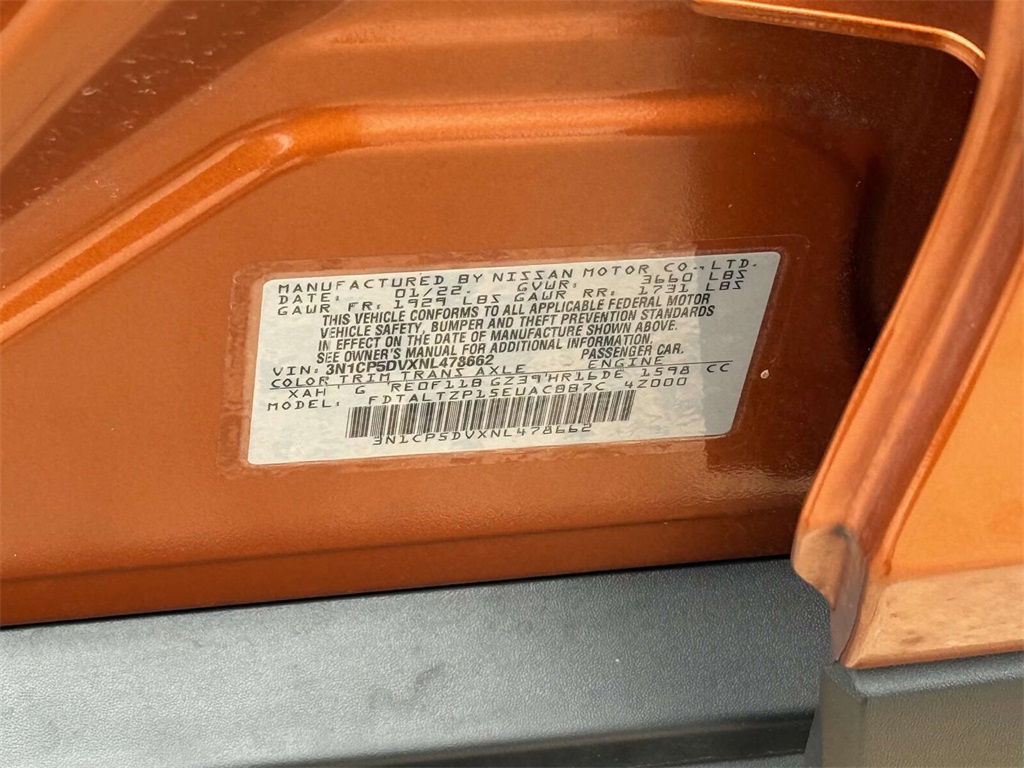 MANUFACTURED BY NISSAN MOTOR CO., LTD.
DATE: 01/22. GVWR: 3660 LBS
GAWR FR: 1929 LBS GAWR RR: 1731 LBS
THIS VEHICLE CONFORMS TO ALL APPLICABLE FEDERAL MOTOR
VEHICLE SAFETY, BUMPER AND THEFT PREVENTION STANDARDS
IN EFFECT ON THE DATE OF MANUFACTURE SHOWN ABOVE.
SEE OWNER'S MANUAL FOR ADDITIONAL INFORMATION.
VIN: 3N1CP5DVXNL478662 PASSENGER CAR.
COLOR TRIM TRANS AXLE ENGINE
XAH G RE0F11B GZ39 HR16DE 1598 CC
MODEL: FDTALTZP15EUAC887C 4Z000
3N1CP5DVXNL478662